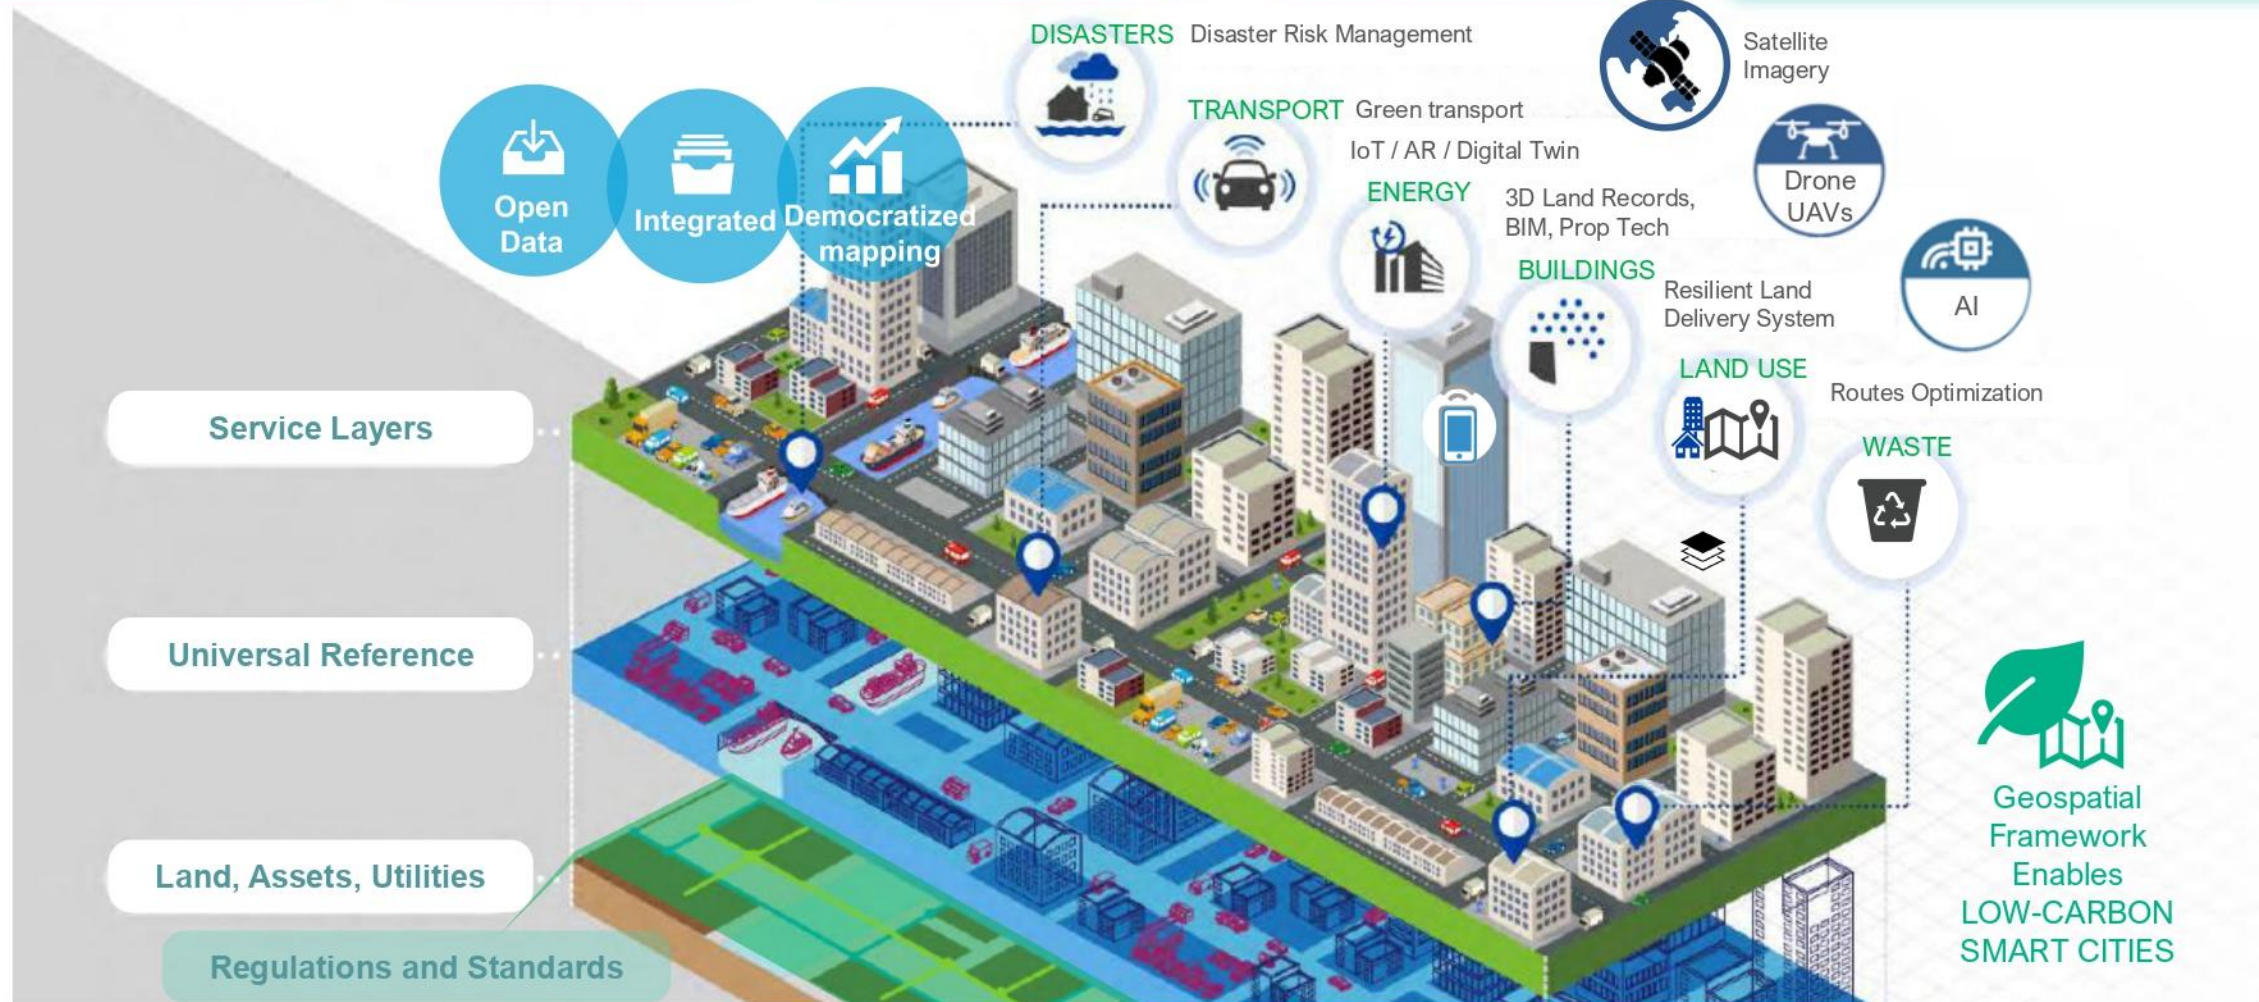 DISASTERS Disaster Risk Management
Satellite
Imagery
TRANSPORT Green transport
IoT / AR / Digital Twin
Drone
UAVs
ENERGY
3D Land Records,
BIM, Prop Tech
Open
Data
Integrated
Democratized
mapping
BUILDINGS
Resilient Land
Delivery System
AI
LAND USE
Routes Optimization
WASTE
Service Layers
Universal Reference
Land, Assets, Utilities
Regulations and Standards
Geospatial
Framework
Enables
LOW-CARBON
SMART CITIES